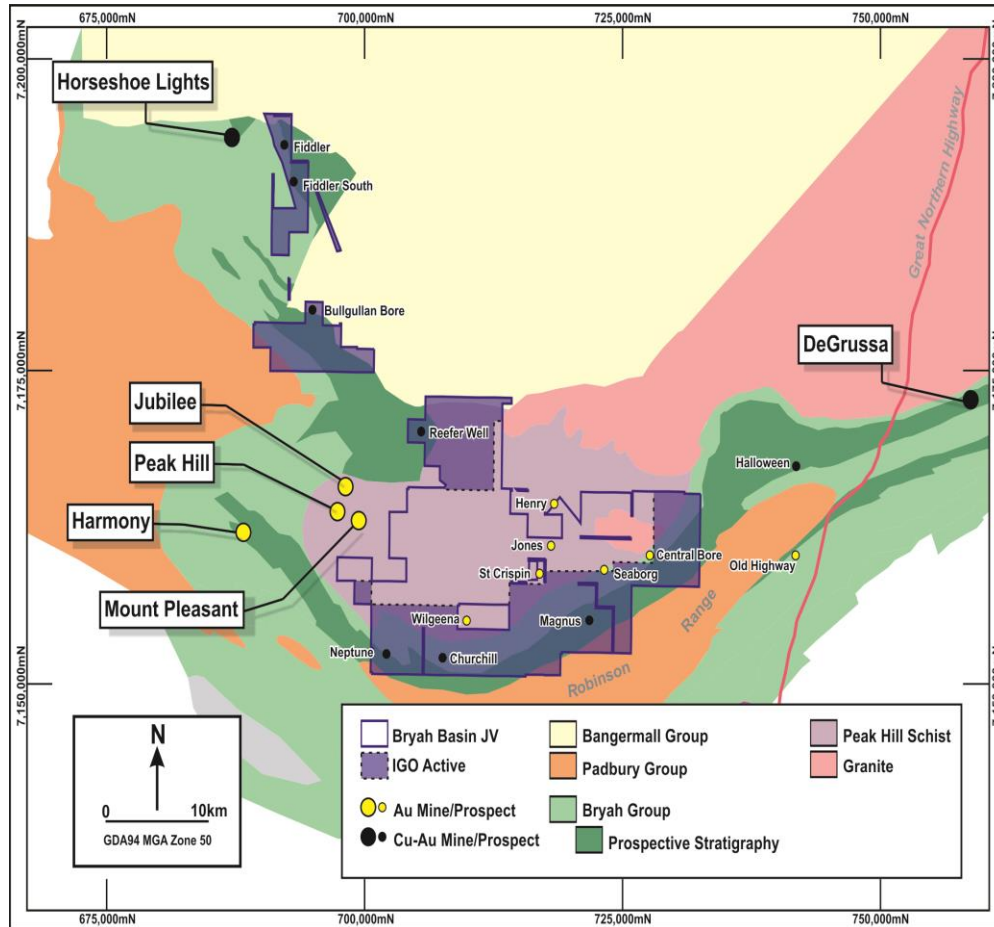 675,000mN
700,000mN
725,000mN
750,000mN
7,200,000mN
Horseshoe Lights
Fiddler
Fiddler South
Great Northern Highway
Bullgullan Bore
DeGrussa
7,175,000mN
Jubilee
Reefer Well
Peak Hill
Halloween
Harmony
Henry
Jones
Central Bore
Old Highway
St Crispin
Seaborg
Mount Pleasant
Wilgeena
Magnus
Range
Neptune
Churchill
Robinson
7,150,000mN
N
0 10km
GDA94 MGA Zone 50
Bryah Basin JV
IGO Active
Au Mine/Prospect
Cu-Au Mine/Prospect
Bangermall Group
Padbury Group
Bryah Group
Prospective Stratigraphy
Peak Hill Schist
Granite
675,000mN
700,000mN
725,000mN
750,000mN